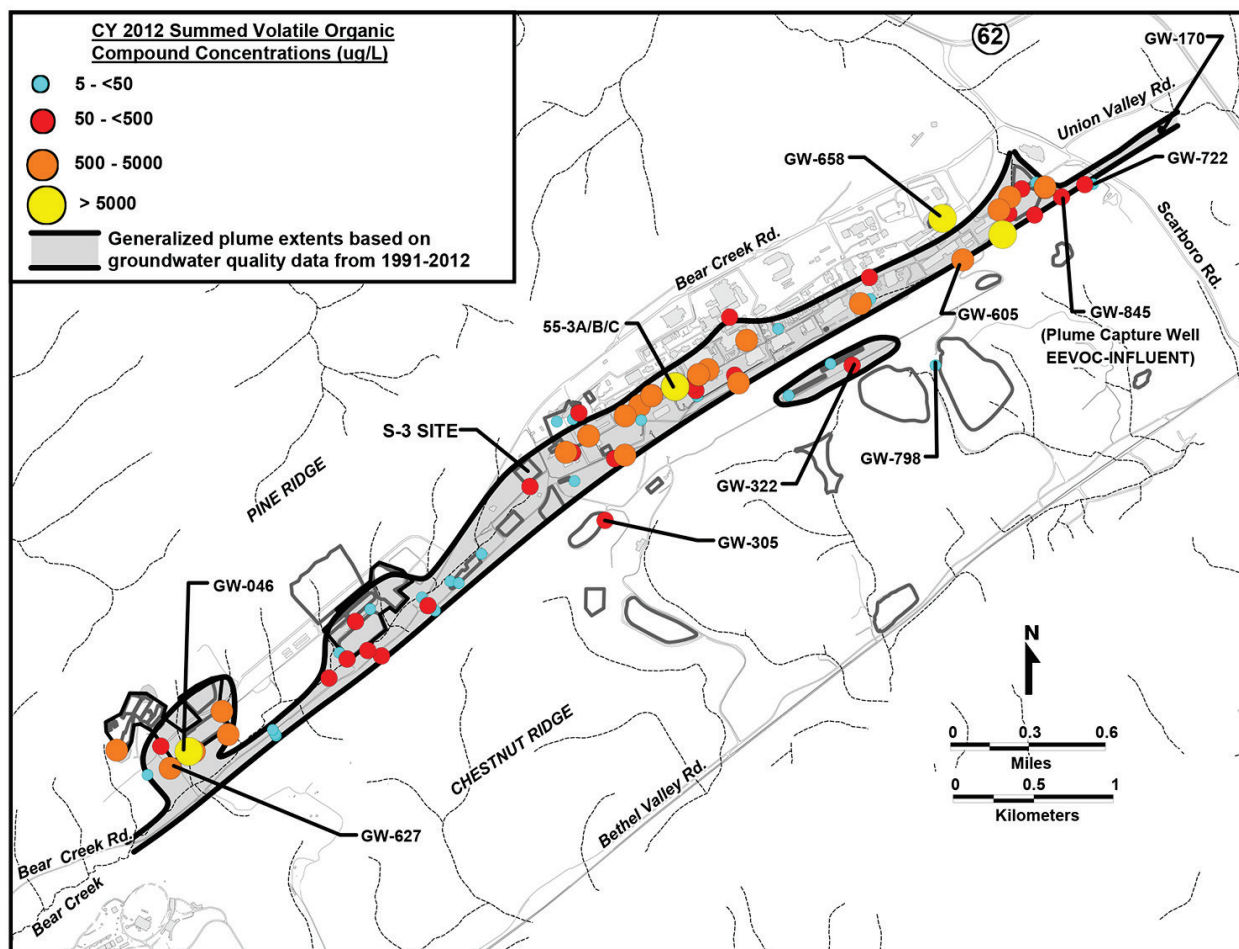 CY 2012 Summed Volatile Organic
Compound Concentrations (ug/L)
5 - <50
50 - <500
500 - 5000
> 5000
Generalized plume extents based on
groundwater quality data from 1991-2012
62
GW-170
Union Valley Rd.
GW-658
GW-722
Bear Creek Rd.
Scarboro Rd.
55-3A/B/C
GW-605
GW-845
(Plume Capture Well
EEVOC-INFLUENT)
S-3 SITE
GW-798
PINE RIDGE
GW-322
GW-305
GW-046
N
CHESTNUT RIDGE
0 0.3 0.6
Miles
0 0.5 1
Kilometers
Bethel Valley Rd.
GW-627
Bear Creek Rd.
Bear Creek